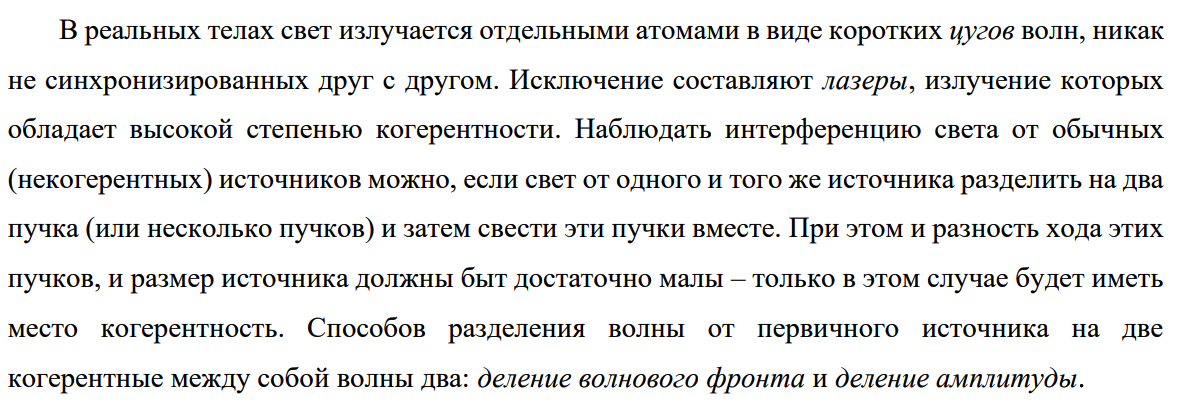 В реальных телах свет излучается отдельными атомами в виде коротких цугов волн, никак
не синхронизированных друг с другом. Исключение составляют лазеры, излучение которых
обладает высокой степенью когерентности. Наблюдать интерференцию света от обычных
(некогерентных) источников можно, если свет от одного и того же источника разделить на два
пучка (или несколько пучков) и затем свести эти пучки вместе. При этом и разность хода этих
пучков, и размер источника должны быт достаточно малы – только в этом случае будет иметь
место когерентность. Способов разделения волны от первичного источника на две
когерентные между собой волны два: деление волнового фронта и деление амплитуды.